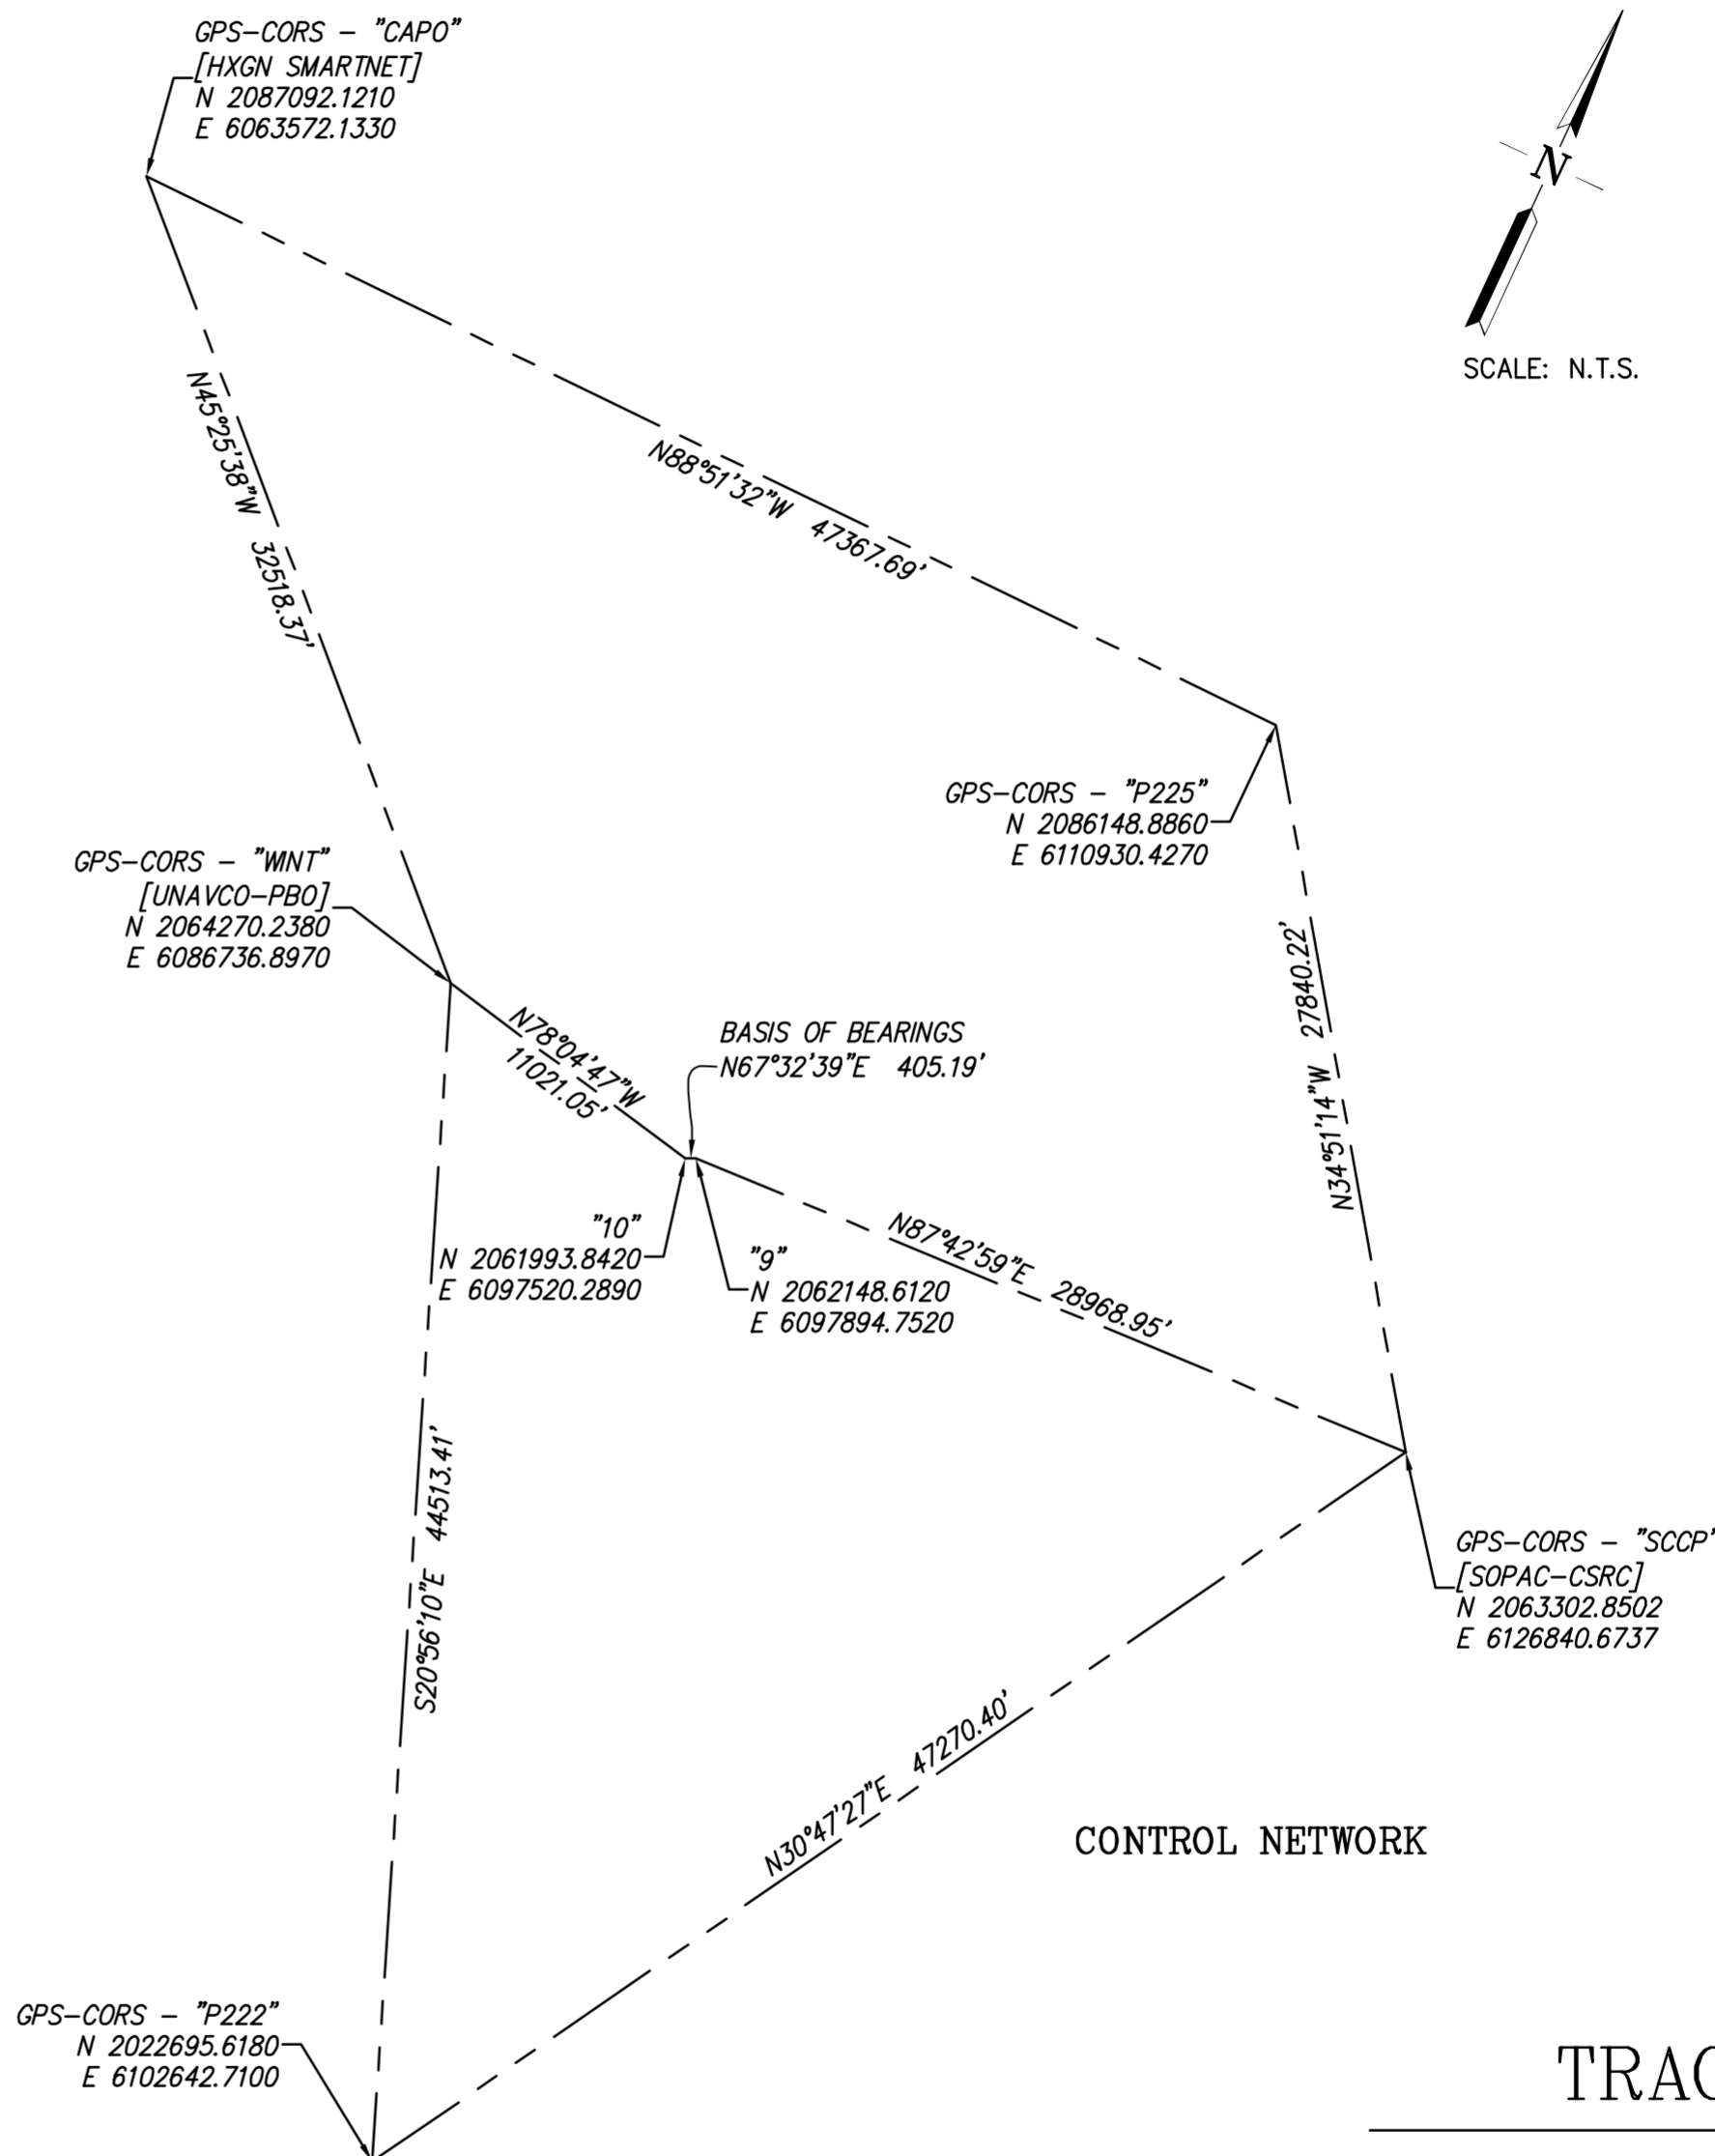 GPS-CORS - "CAPO"
[HXGN SMARTNET]
N 2087092.1210
E 6063572.1330
N
SCALE: N.T.S.
N45°25'38"W 32518.37'
N88°51'32"W 47367.69'
GPS-CORS - "P225"
N 2086148.8860
E 6110930.4270
GPS-CORS - "WINT"
[UNAVCO-PBO]
N 2064270.2380
E 6086736.8970
N34°51'14"W 27840.22'
N78°04'47"W
11021.05'
BASIS OF BEARINGS
N67°32'39"E 405.19'
"10"
N 2061993.8420
E 6097520.2890
"9"
N 2062148.6120
E 6097894.7520
N87°42'59"E 28968.95'
S20°56'10"E 44513.41'
GPS-CORS - "SCCP"
[SOPAC-CSRC]
N 2063302.8502
E 6126840.6737
N30°47'27"E 47270.40'
CONTROL NETWORK
GPS-CORS - "P222"
N 2022695.6180
E 6102642.7100